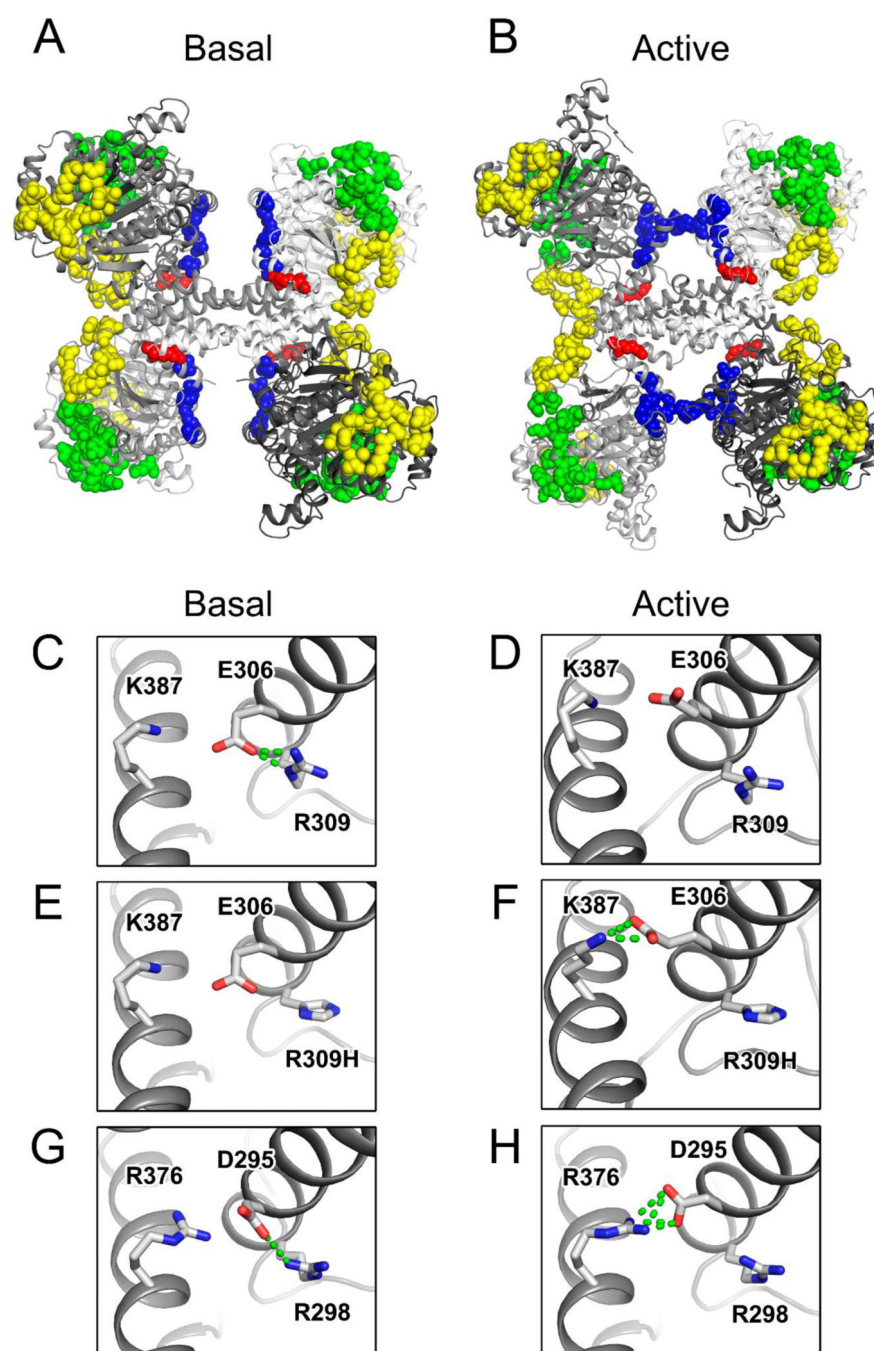 A Basal B Active
Basal Active
C K387 E306 R309
D K387 E306 R309
E K387 E306 R309H
F K387 E306 R309H
G R376 D295 R298
H R376 D295 R298